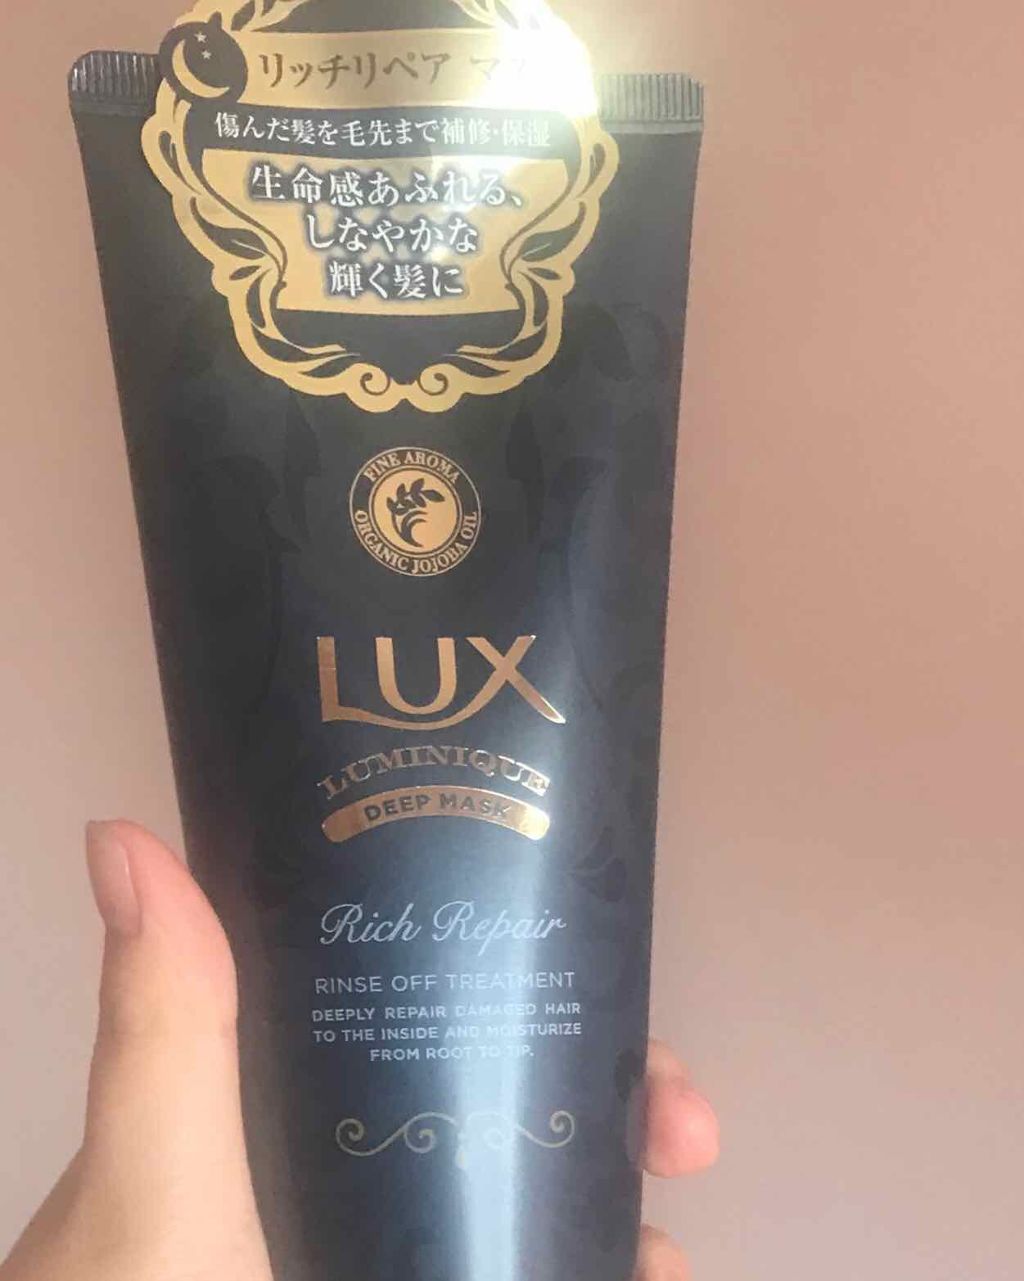 リッチリペア
傷んだ髪を毛先まで補修・保湿
生命感あふれる、
しなやかな
輝く髪に
FINE AROMA
ORGANIC JOJOBA OIL
LUX
LUMINIQUE
DEEP MASK
Rich Repair
RINSE OFF TREATMENT
DEEPLY REPAIR DAMAGED HAIR
TO THE INSIDE AND MOISTURIZE
FROM ROOT TO TIP.